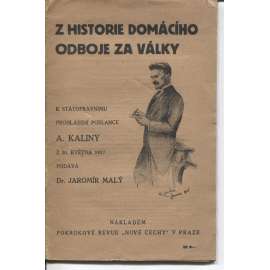 Z HISTORIE DOMÁCÍHO
ODBOJE ZA VÁLKY
K STÁTOPRÁVNÍMU
PROHLÁŠENÍ POSLANCE
A. KALINY
Z 30. KVĚTNA 1917
PODÁVÁ
Dr. JAROMÍR MALÝ
NÁKLADEM
POKROKOVÉ REVUE „NOVÉ ČECHY“ V PRAZE